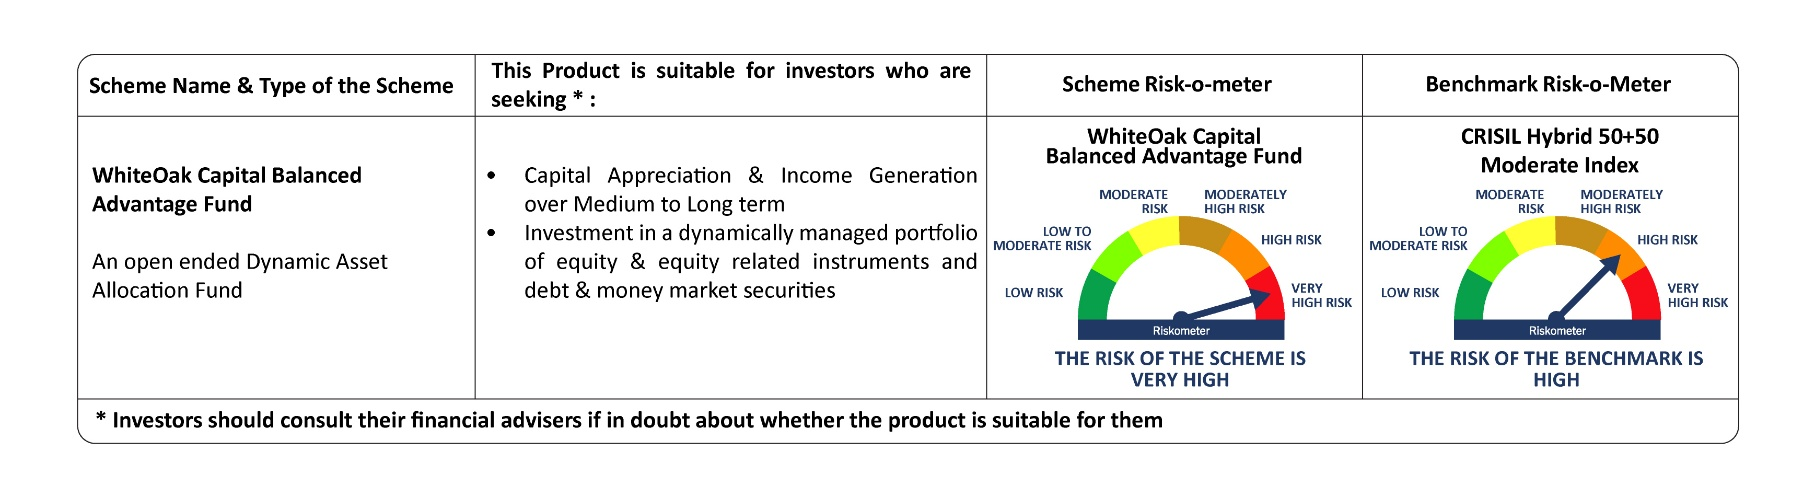 Scheme Name & Type of the Scheme
This Product is suitable for investors who are
seeking * :
Scheme Risk-o-meter
Benchmark Risk-o-Meter
WhiteOak Capital Balanced
Advantage Fund
An open ended Dynamic Asset
Allocation Fund
• Capital Appreciation & Income Generation
over Medium to Long term
• Investment in a dynamically managed portfolio
of equity & equity related instruments and
debt & money market securities
WhiteOak Capital
Balanced Advantage Fund
LOW RISK
LOW TO
MODERATE RISK
MODERATE
RISK
MODERATELY
HIGH RISK
HIGH RISK
VERY
HIGH RISK
Riskometer
THE RISK OF THE SCHEME IS
VERY HIGH
CRISIL Hybrid 50+50
Moderate Index
LOW RISK
LOW TO
MODERATE RISK
MODERATE
RISK
MODERATELY
HIGH RISK
HIGH RISK
VERY
HIGH RISK
Riskometer
THE RISK OF THE BENCHMARK IS
HIGH
* Investors should consult their financial advisers if in doubt about whether the product is suitable for them